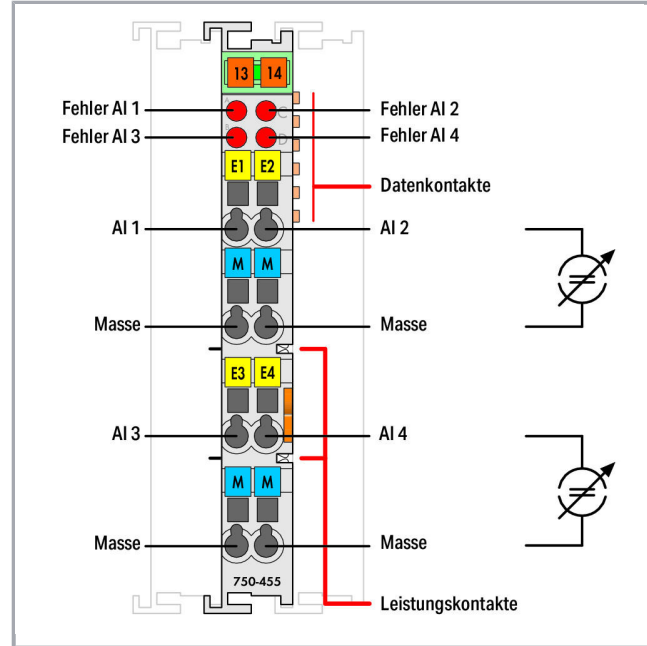 13 14
A C
Fehler AI 1 Fehler AI 2
Fehler AI 3 D Fehler AI 4
E1 E2
Datenkontakte
AI 1 AI 2
M M
Masse Masse
E3 E4
AI 3 AI 4
M M
Masse Masse
750-455
Leistungskontakte